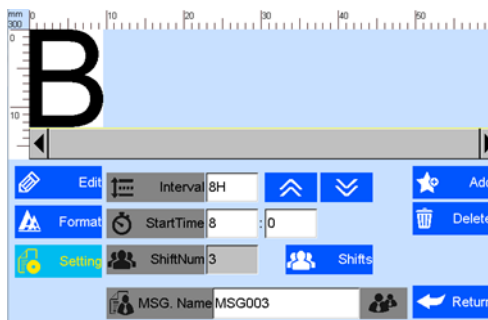 mm 0 10 20 30 40 50
300 0
B
10
Edit Interval 8H Add
Format StartTime 8 : 0 Delete
Setting ShiftNum 3 Shifts
MSG. Name MSG003 Return